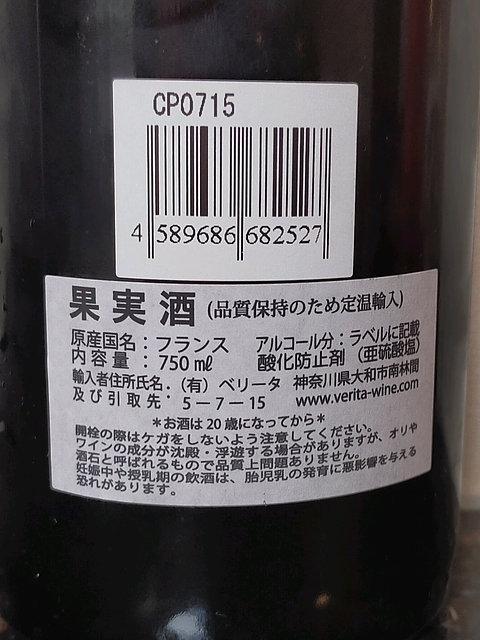 CP0715
4 589686 682527
果実酒 (品質保持のため定温輸入)
原産国名：フランス アルコール分：ラベルに記載
内容量：750㎖ 酸化防止剤（亜硫酸塩）
輸入者住所氏名．（有）ベリータ 神奈川県大和市南林間
及び引取先：5－7－15 www.verita-wine.com
＊お酒は20歳になってから＊
開栓の際はケガをしないよう注意してください。
ワインの成分が沈殿・浮遊する場合がありますが、オリや
酒石と呼ばれるもので品質上問題ありません。
妊娠中や授乳期の飲酒は、胎児乳の発育に悪影響を与える
恐れがあります。